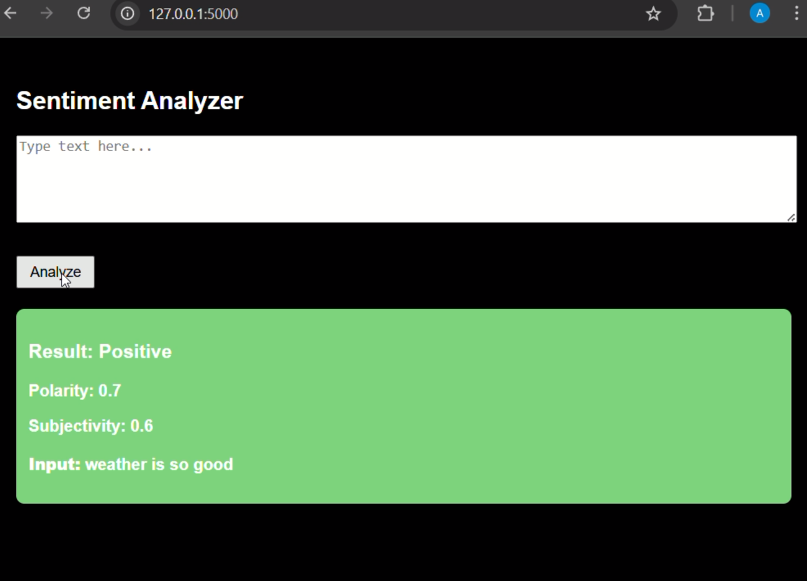 127.0.0.1:5000
A
Sentiment Analyzer
Type text here...
Analyze
Result: Positive
Polarity: 0.7
Subjectivity: 0.6
Input: weather is so good